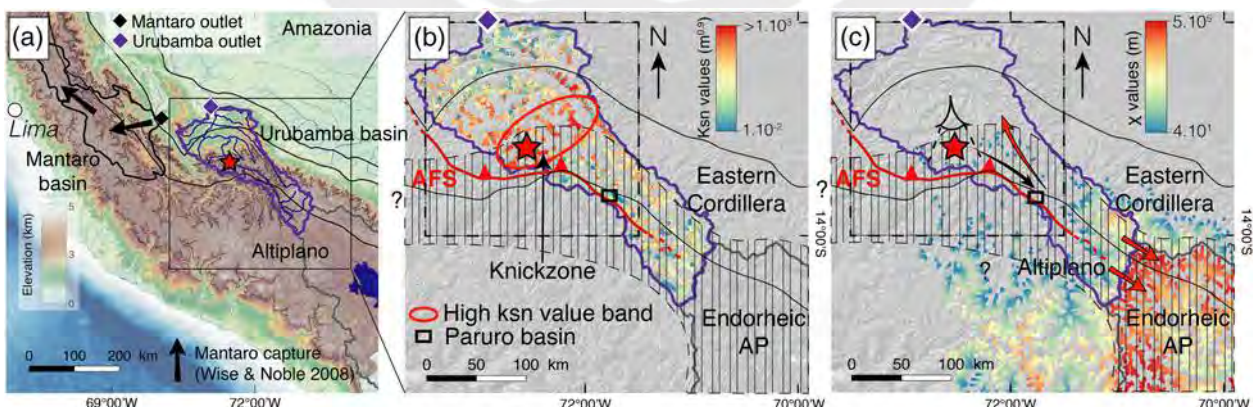 (a)
◆ Mantaro outlet
◆ Urubamba outlet
Amazonia
Lima
Mantaro
basin
Urubamba basin
Altiplano
Elevation (km)
5
3
0
0 100 200 km
Mantaro capture
(Wise & Noble 2008)
69°00'W
72°00'W
(b)
N
>1.10³
Ksn values (m⁰·⁹)
1.10⁻²
AFS
?
Eastern
Cordillera
Knickzone
High ksn value band
Paruro basin
Endorheic
AP
0 50 100 km
72°00'W
70°00'W
(c)
N
5.10⁵
χ values (m)
4.10¹
AFS
?
Eastern
Cordillera
14°00'S
14°00'S
?
Altiplano
Endorheic
AP
0 50 100 km
72°00'W
70°00'W